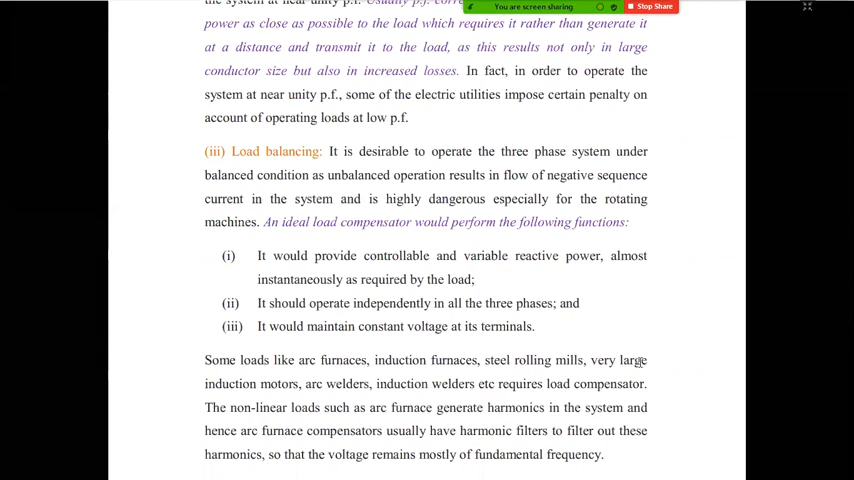 You are screen sharing
Stop Share
the system at near unity p.f. Usually p.f.
power as close as possible to the load which requires it rather than generate it
at a distance and transmit it to the load, as this results not only in large
conductor size but also in increased losses. In fact, in order to operate the
system at near unity p.f., some of the electric utilities impose certain penalty on
account of operating loads at low p.f.
(iii) Load balancing: It is desirable to operate the three phase system under
balanced condition as unbalanced operation results in flow of negative sequence
current in the system and is highly dangerous especially for the rotating
machines. An ideal load compensator would perform the following functions:
(i) It would provide controllable and variable reactive power, almost
instantaneously as required by the load;
(ii) It should operate independently in all the three phases; and
(iii) It would maintain constant voltage at its terminals.
Some loads like arc furnaces, induction furnaces, steel rolling mills, very large
induction motors, arc welders, induction welders etc requires load compensator.
The non-linear loads such as arc furnace generate harmonics in the system and
hence arc furnace compensators usually have harmonic filters to filter out these
harmonics, so that the voltage remains mostly of fundamental frequency.